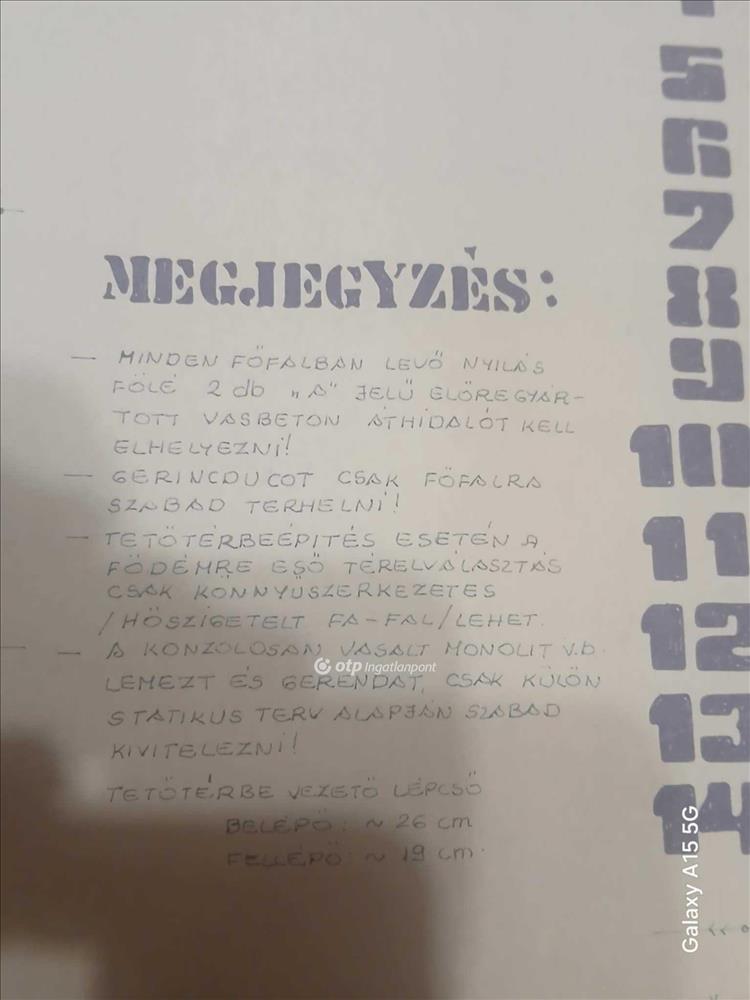 5
6
7
8
9
10
11
12
13
14
MEGJEGYZÉS:
— MINDEN FŐFALBAN LEVŐ NYILÁS
FÖLÉ 2 db „A" JELŰ ELŐREGYÁR-
TOTT VASBETON ÁTHIDALÓT KELL
ELHELYEZNI!
— GERINCDUCOT CSAK FŐFALRA
SZABAD TERHELNI!
— TETŐTÉRBEÉPITÉS ESETÉN A
FÖDÉMRE ESŐ TÉRELVÁLASZTÁS
CSAK KÖNNYŰSZERKEZETES
/HŐSZIGETELT FA-FAL/LEHET.
— A KONZOLOSAN VASALT MONOLIT V.b.
otp Ingatlanpont
LEMEZT ÉS GERENDÁT, CSAK KÜLÖN
STATIKUS TERV ALAPJÁN SZABAD
KIVITELEZNI!
TETŐTÉRBE VEZETŐ LÉPCSŐ
BELÉPŐ: ~ 26 cm
FELLÉPŐ: ~ 19 cm.
Galaxy A15 5G